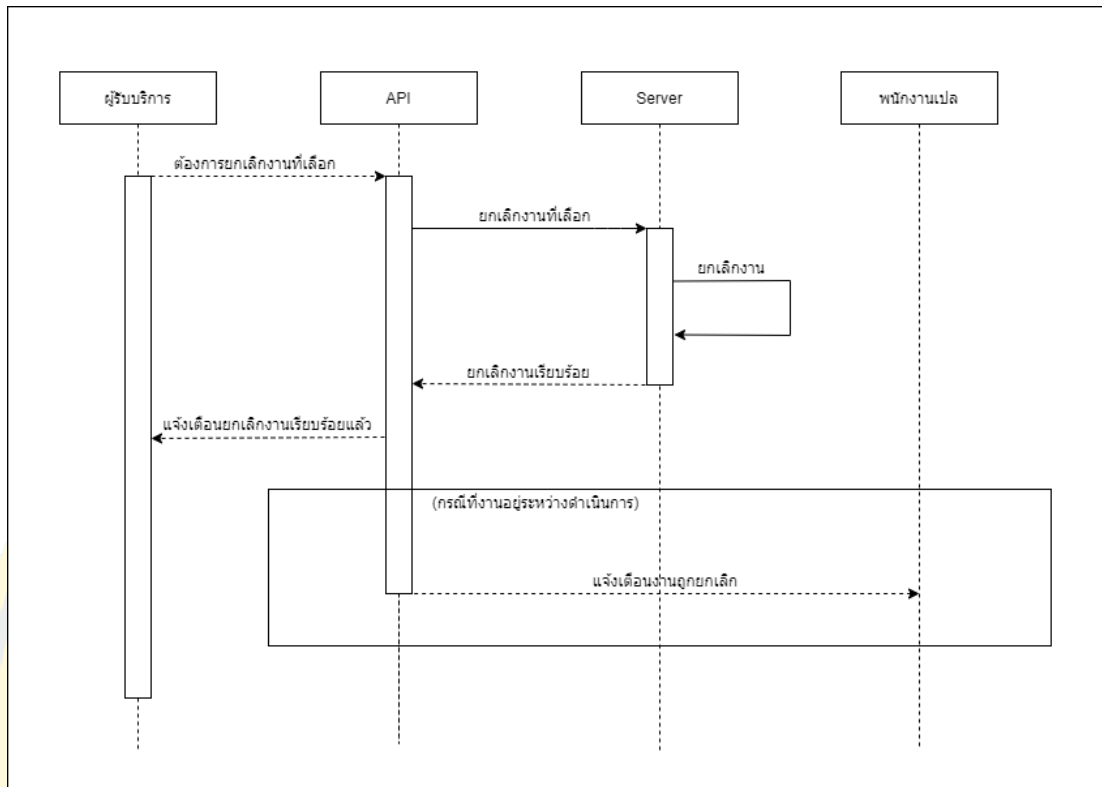 ผู้รับบริการ
API
Server
พนักงานเปล
ต้องการยกเลิกงานที่เลือก
ยกเลิกงานที่เลือก
ยกเลิกงาน
ยกเลิกงานเรียบร้อย
แจ้งเตือนยกเลิกงานเรียบร้อยแล้ว
(กรณีที่งานอยู่ระหว่างดำเนินการ)
แจ้งเตือนงานถูกยกเลิก